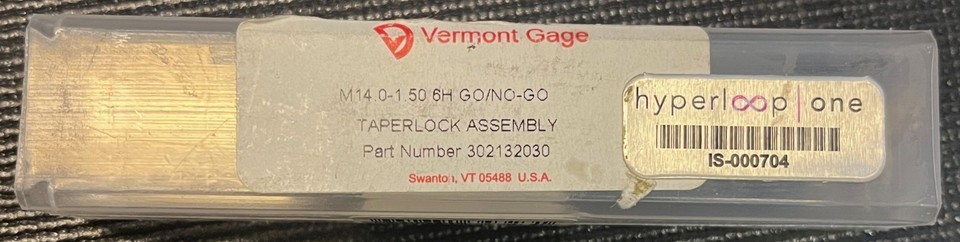 Vermont Gage
M14.0-1.50 6H GO/NO-GO
TAPERLOCK ASSEMBLY
Part Number 302132030
Swanton, VT 05488 U.S.A.
hyperloop | one
IS-000704